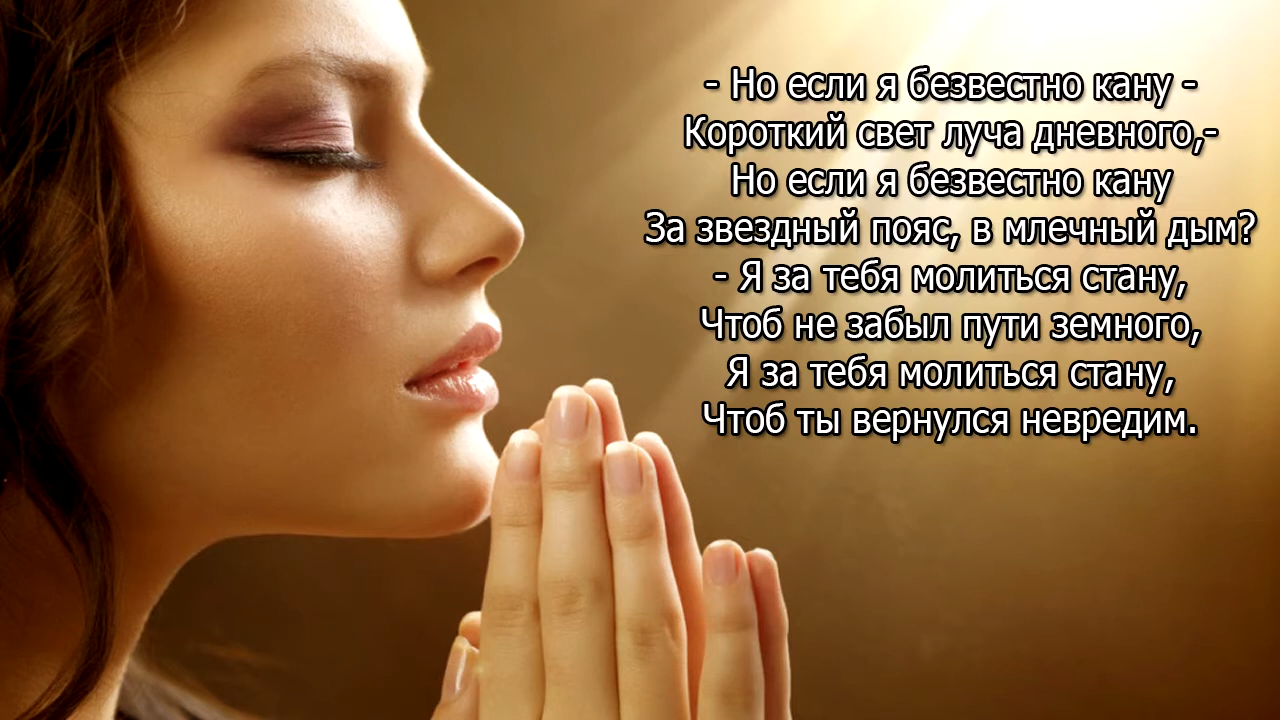 - Но если я безвестно кану -
Короткий свет луча дневного,-
Но если я безвестно кану
За звездный пояс, в млечный дым?
- Я за тебя молиться стану,
Чтоб не забыл пути земного,
Я за тебя молиться стану,
Чтоб ты вернулся невредим.